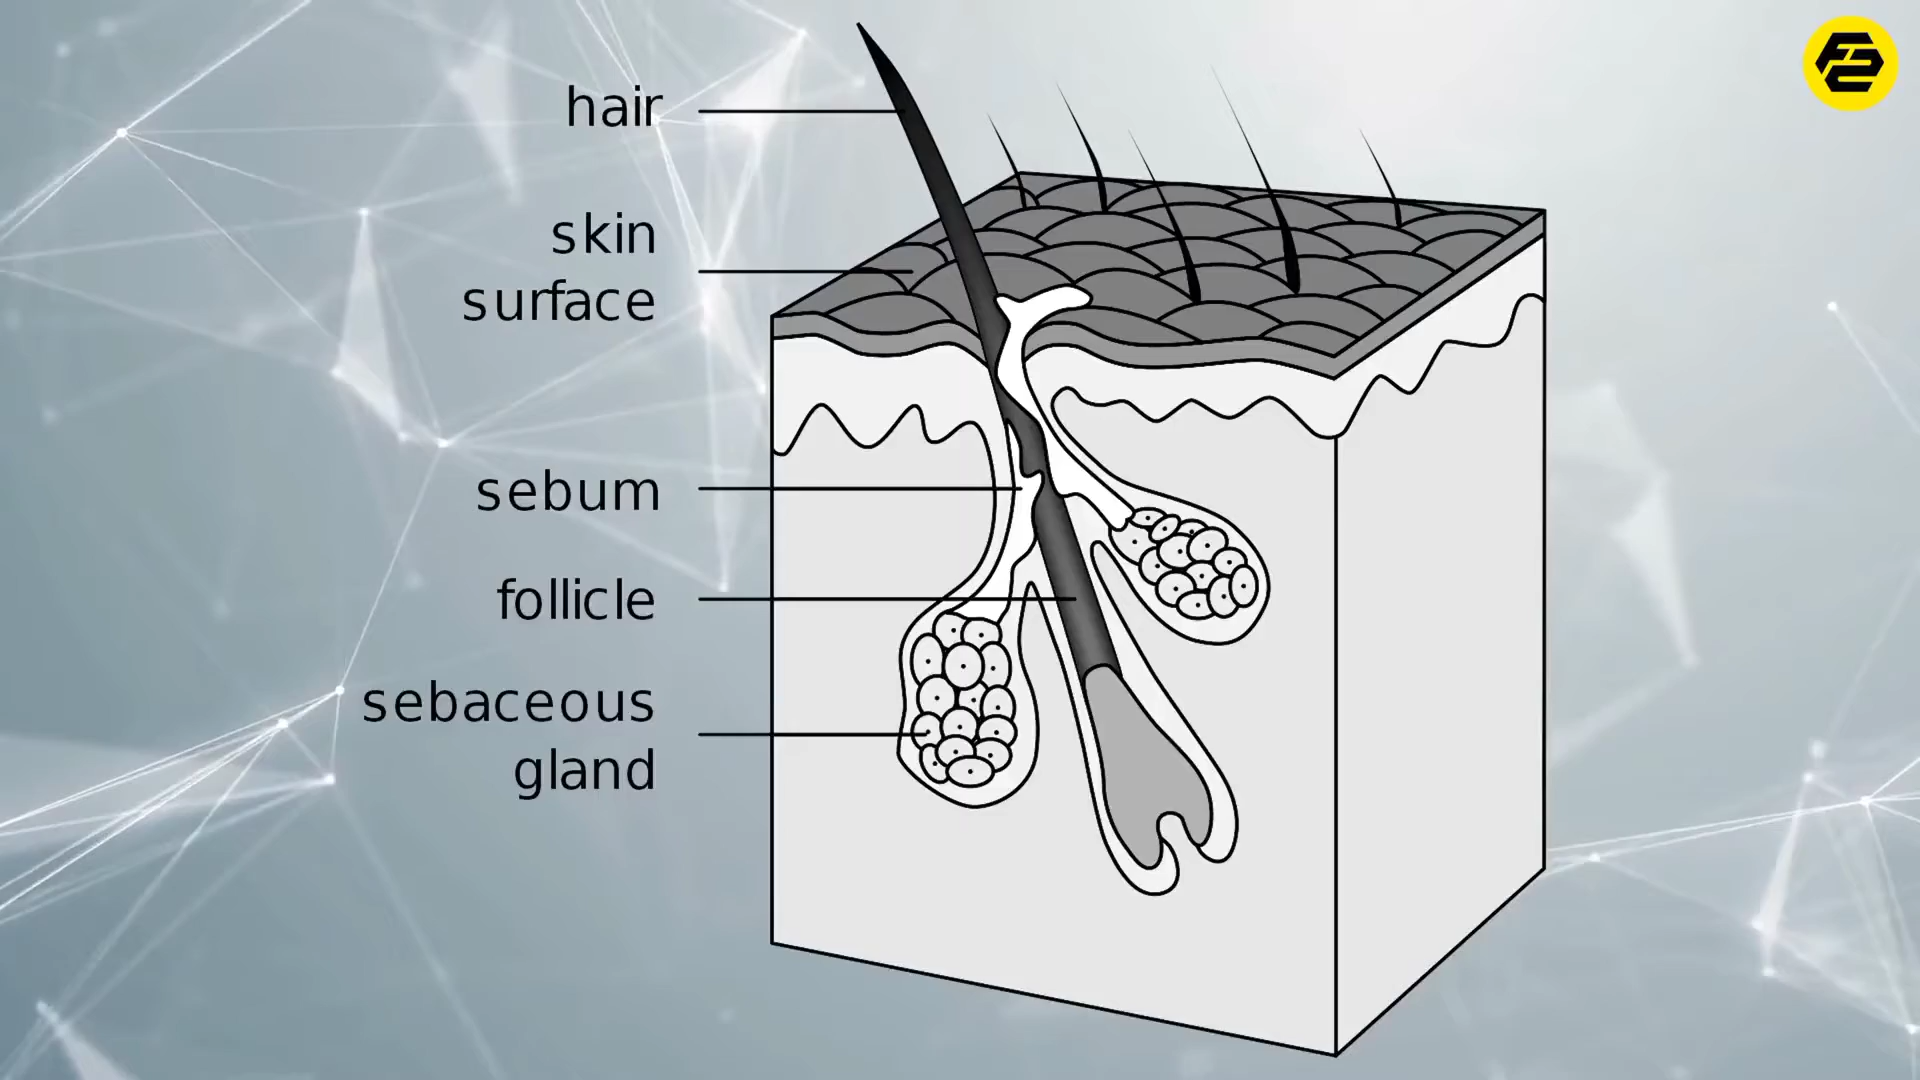 hair
skin
surface
sebum
follicle
sebaceous
gland